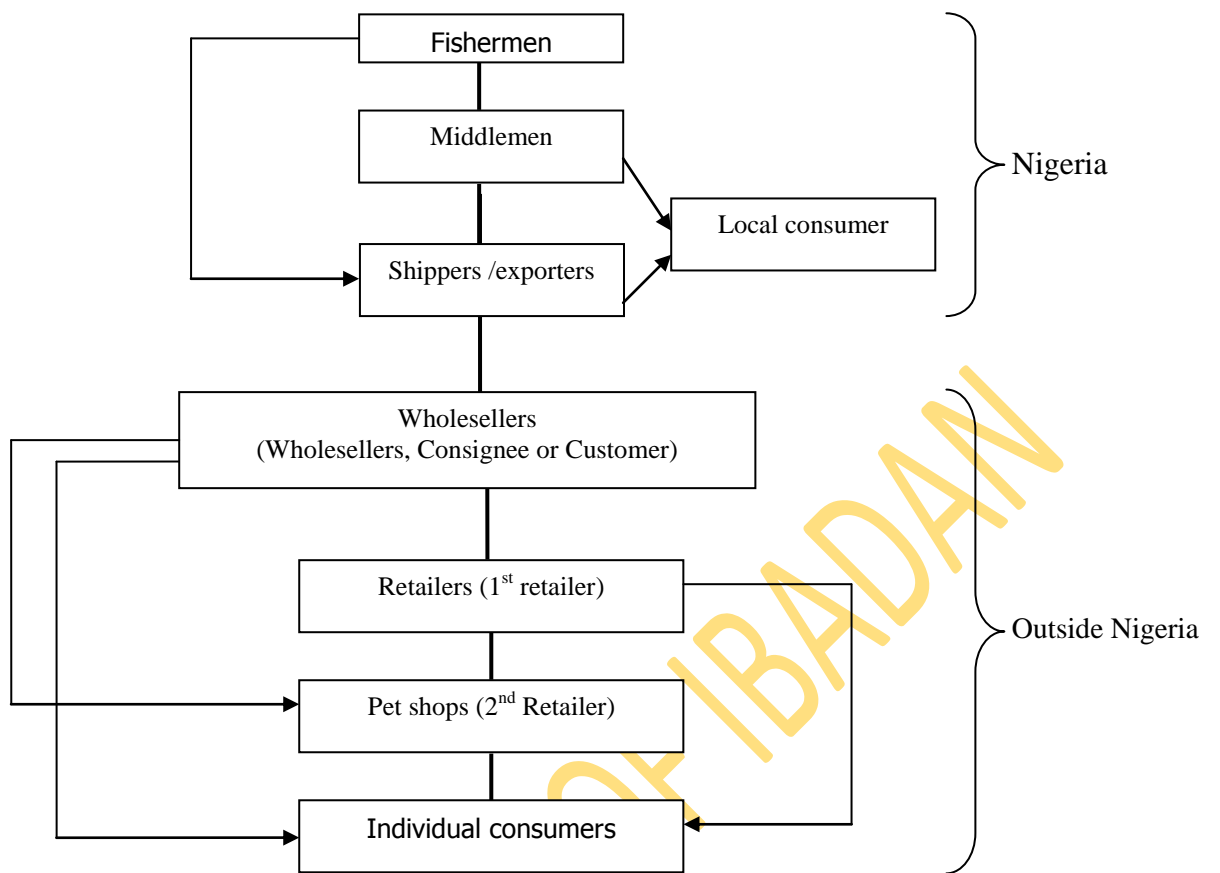 Fishermen
Middlemen
Nigeria
Local consumer
Shippers /exporters
Wholesellers
(Wholesellers, Consignee or Customer)
Retailers (1st retailer)
Outside Nigeria
Pet shops (2nd Retailer)
Individual consumers
OF IBADAN